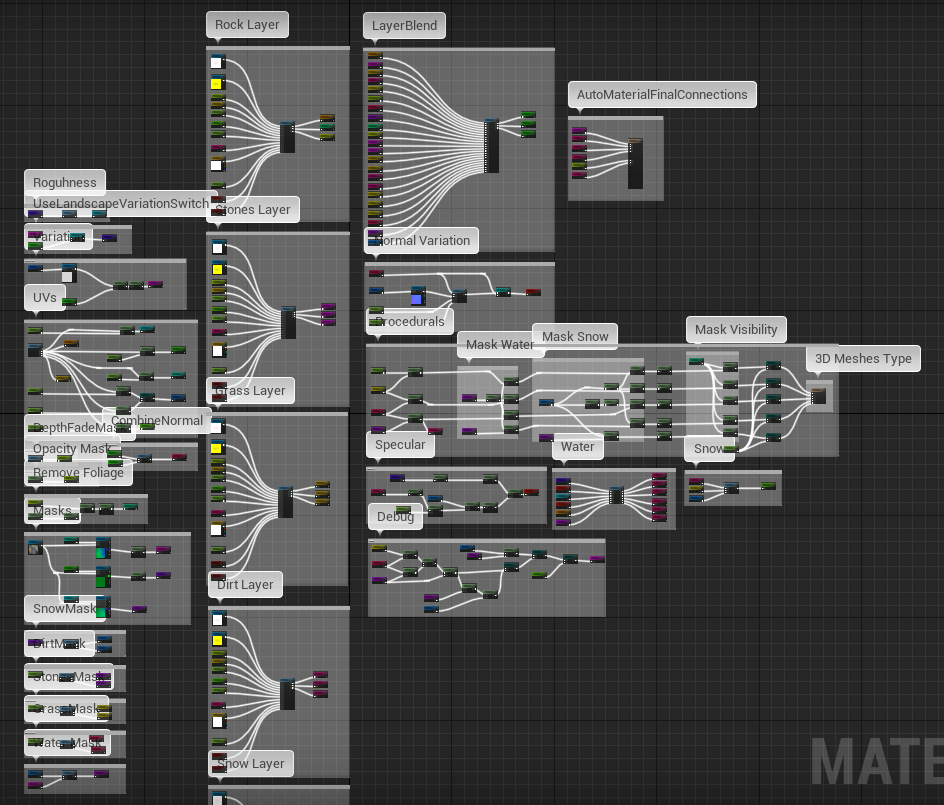 Rock Layer
LayerBlend
AutoMaterialFinalConnections
Roguhness
UseLandscapeVariationSwitch
Stones Layer
Variation
Normal Variation
UVs
Procedurals
Mask Water
Mask Snow
Mask Visibility
3D Meshes Type
Grass Layer
DepthFadeMask
CombineNormal
Opacity Mask
Specular
Water
Snow
Remove Foliage
Masks
Debug
Dirt Layer
SnowMask
DirtMask
StonesMask
GrassMask
WaterMask
Snow Layer
MATE